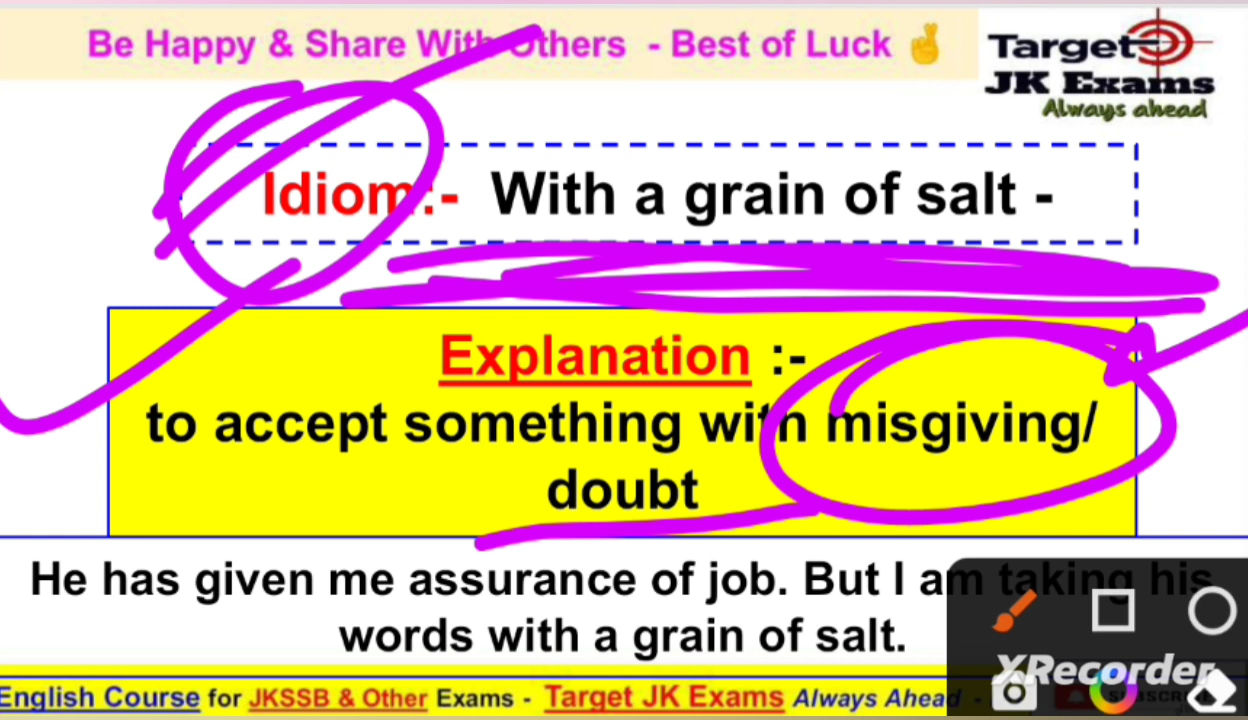 Be Happy & Share With Others - Best of Luck
Target
JK Exams
Always ahead
Idiom:- With a grain of salt -
Explanation :-
to accept something with misgiving/
doubt
He has given me assurance of job. But I am taking his
words with a grain of salt.
XRecorder
English Course for JKSSB & Other Exams - Target JK Exams Always Ahead -